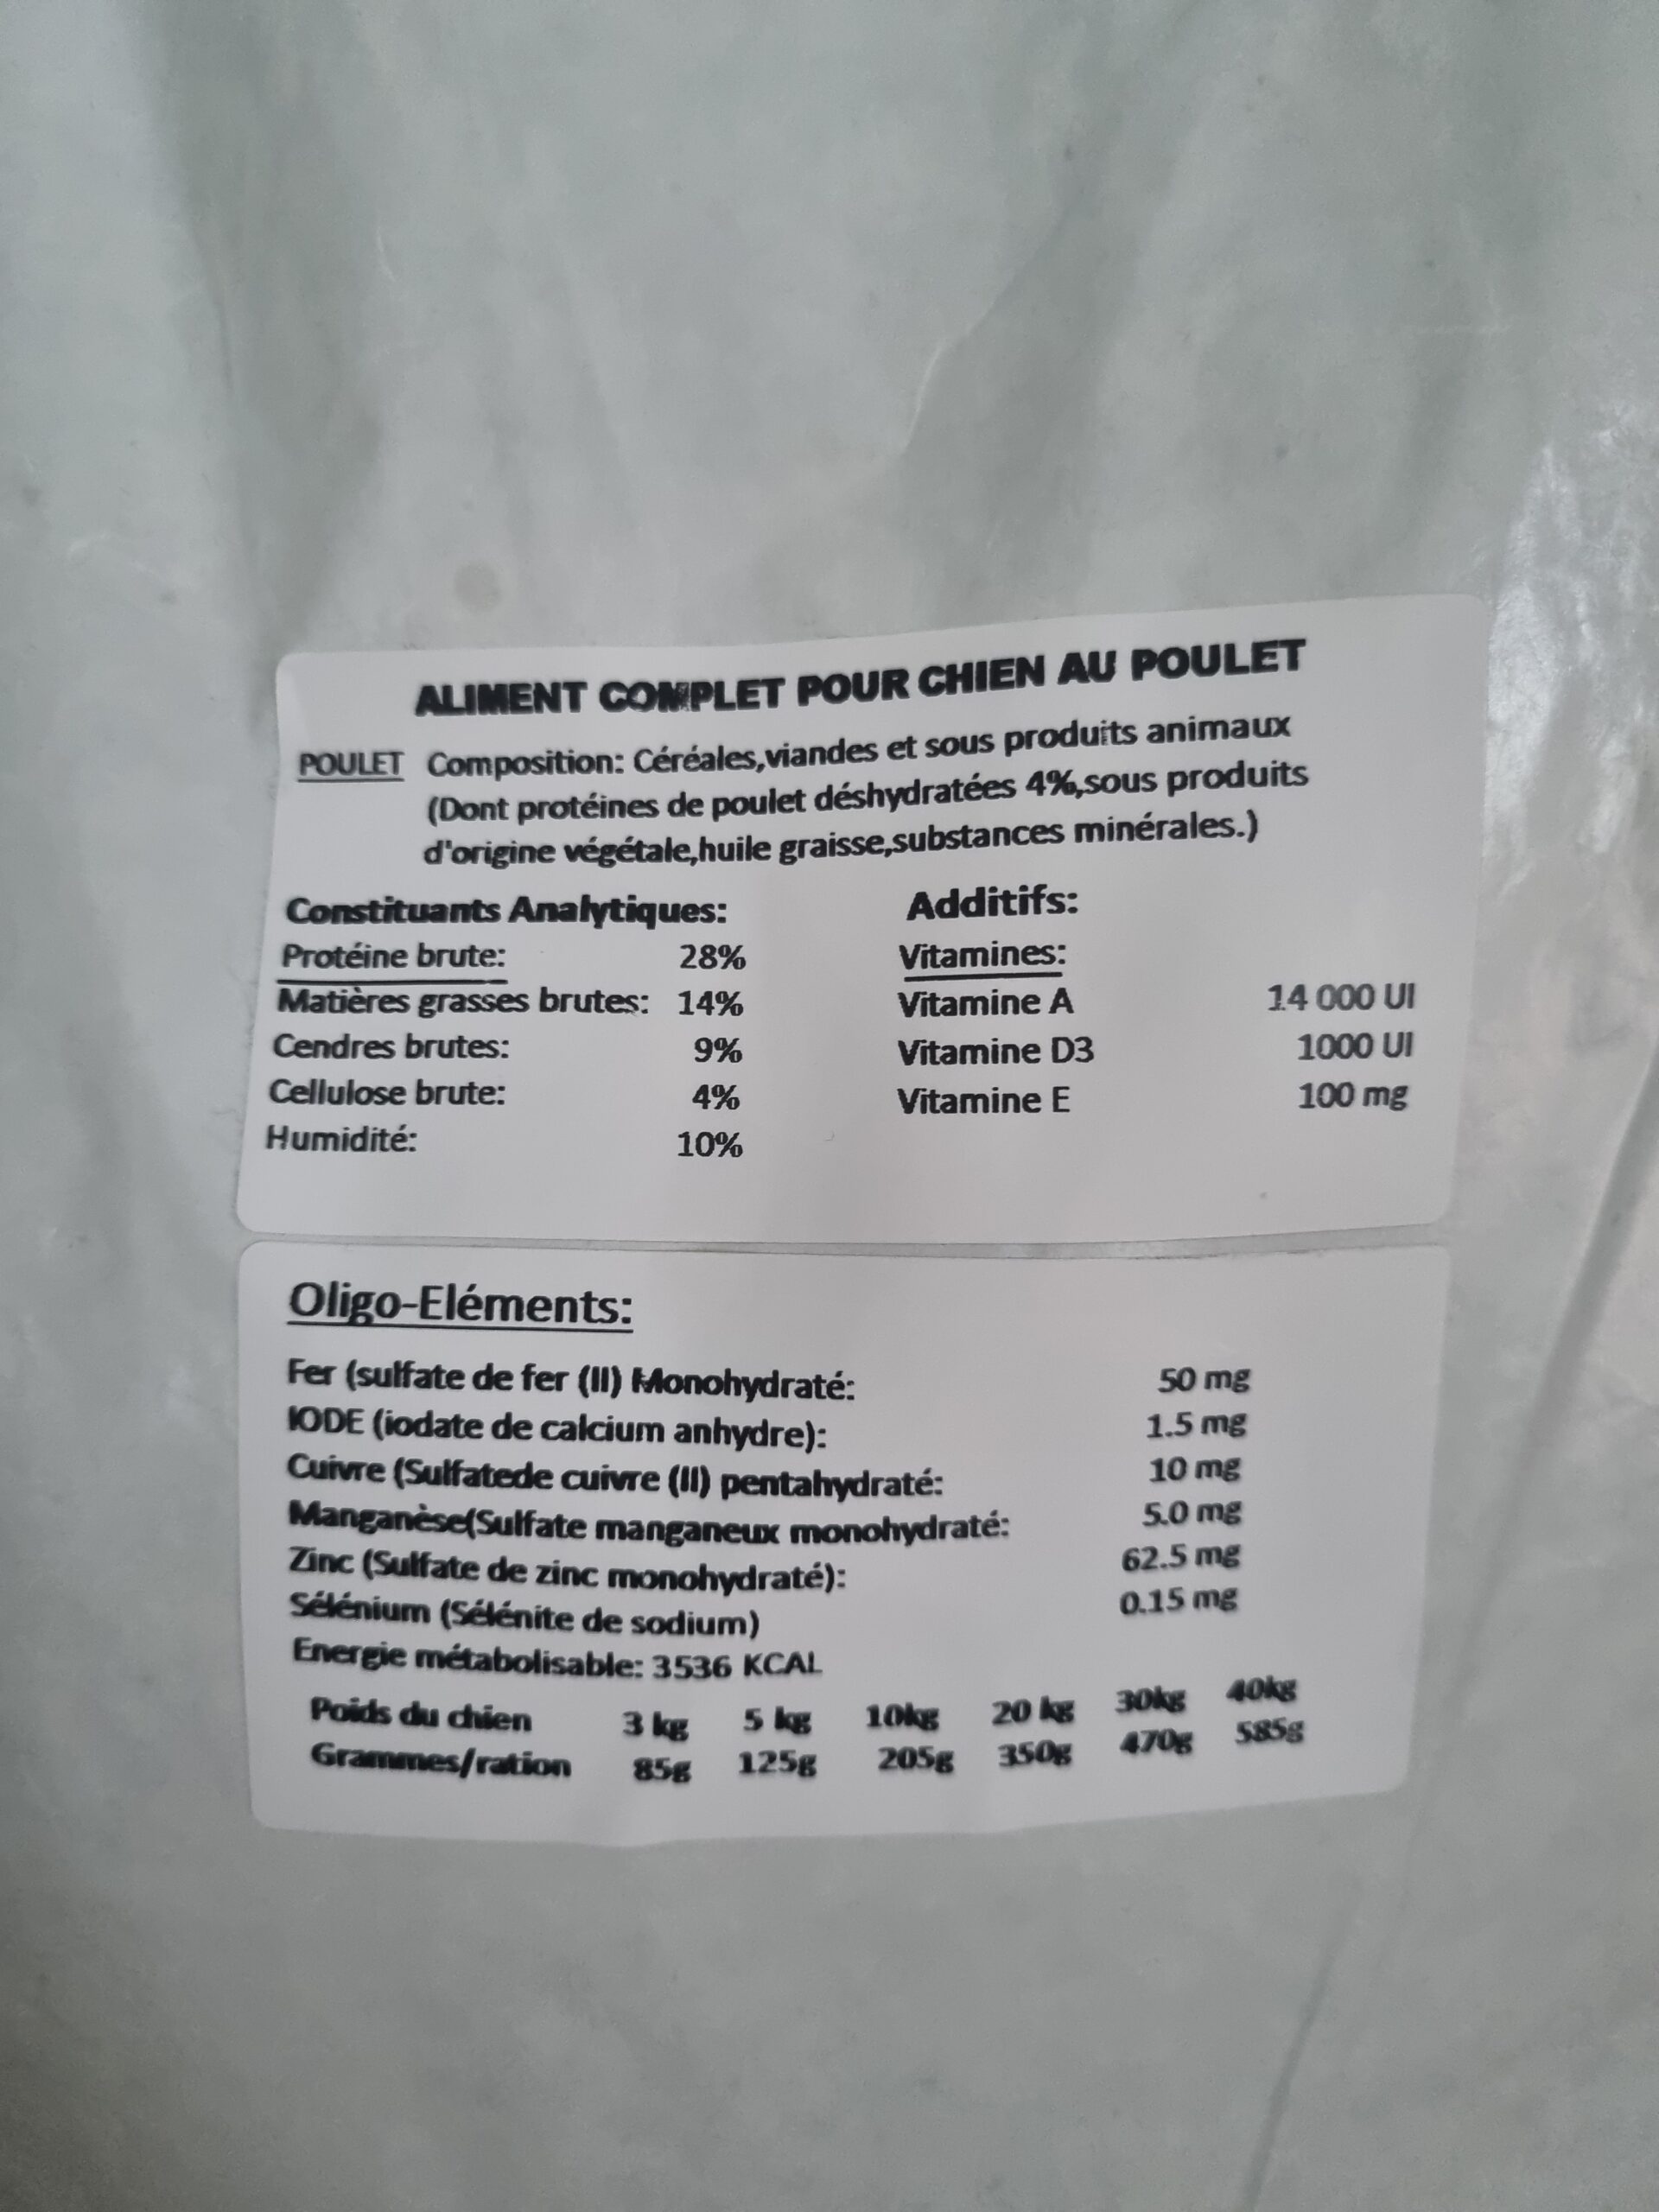 ALIMENT COMPLET POUR CHIEN AU POULET
POULET Composition: Céréales,viandes et sous produits animaux
(Dont protéines de poulet déshydratées 4%,sous produits
d'origine végétale,huile graisse,substances minérales.)
Constituants Analytiques:
Protéine brute: 28%
Matières grasses brutes: 14%
Cendres brutes: 9%
Cellulose brute: 4%
Humidité: 10%
Additifs:
Vitamines:
Vitamine A 14 000 UI
Vitamine D3 1000 UI
Vitamine E 100 mg
Oligo-Eléments:
Fer (sulfate de fer (II) Monohydraté: 50 mg
IODE (iodate de calcium anhydre): 1.5 mg
Cuivre (Sulfatede cuivre (II) pentahydraté: 10 mg
Manganèse(Sulfate manganeux monohydraté: 5.0 mg
Zinc (Sulfate de zinc monohydraté): 62.5 mg
Sélénium (Sélénite de sodium) 0.15 mg
Energie métabolisable: 3536 KCAL
Poids du chien 3 kg 5 kg 10kg 20 kg 30kg 40kg
Grammes/ration 85g 125g 205g 350g 470g 585g